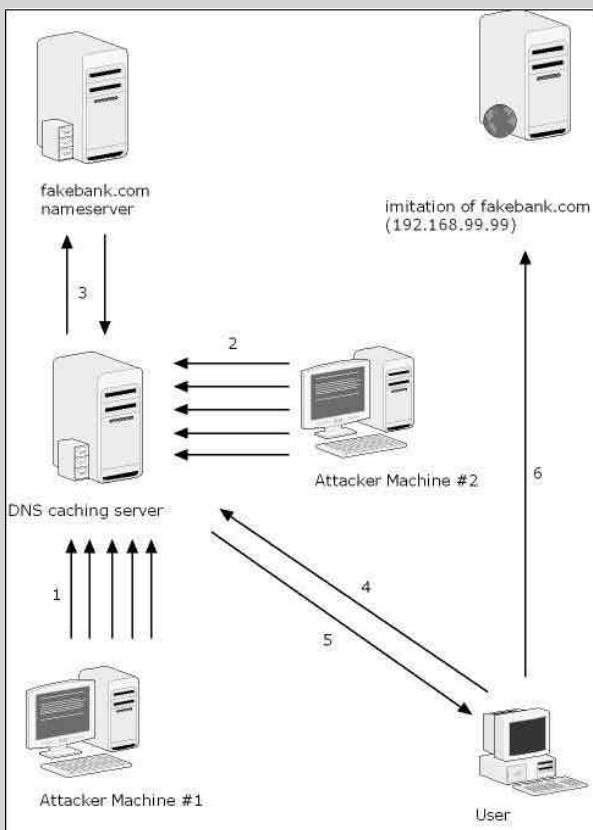 fakebank.com
nameserver
imitation of fakebank.com
(192.168.99.99)
3
2
Attacker Machine #2
6
DNS caching server
1
4
5
Attacker Machine #1
User